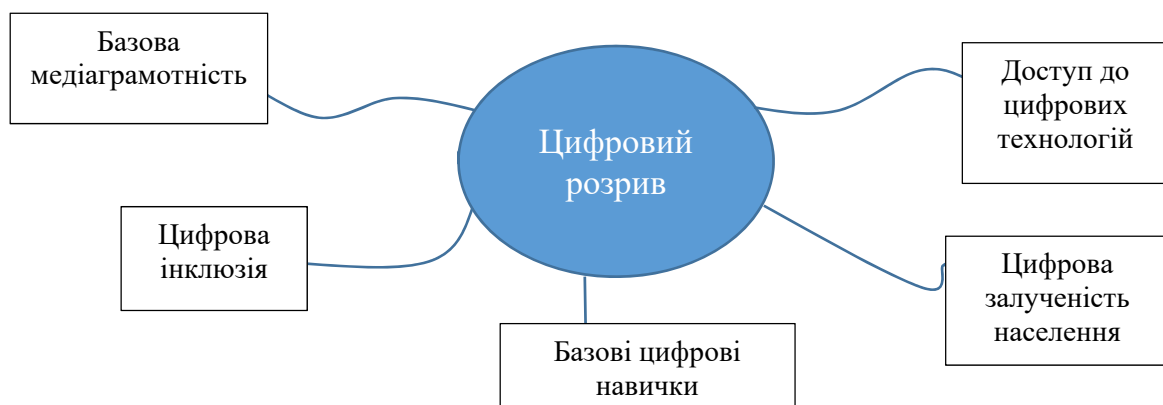 Базова
медіаграмотність
Доступ до
цифрових
технологій
Цифровий
розрив
Цифрова
інклюзія
Цифрова
залученість
населення
Базові цифрові
навички